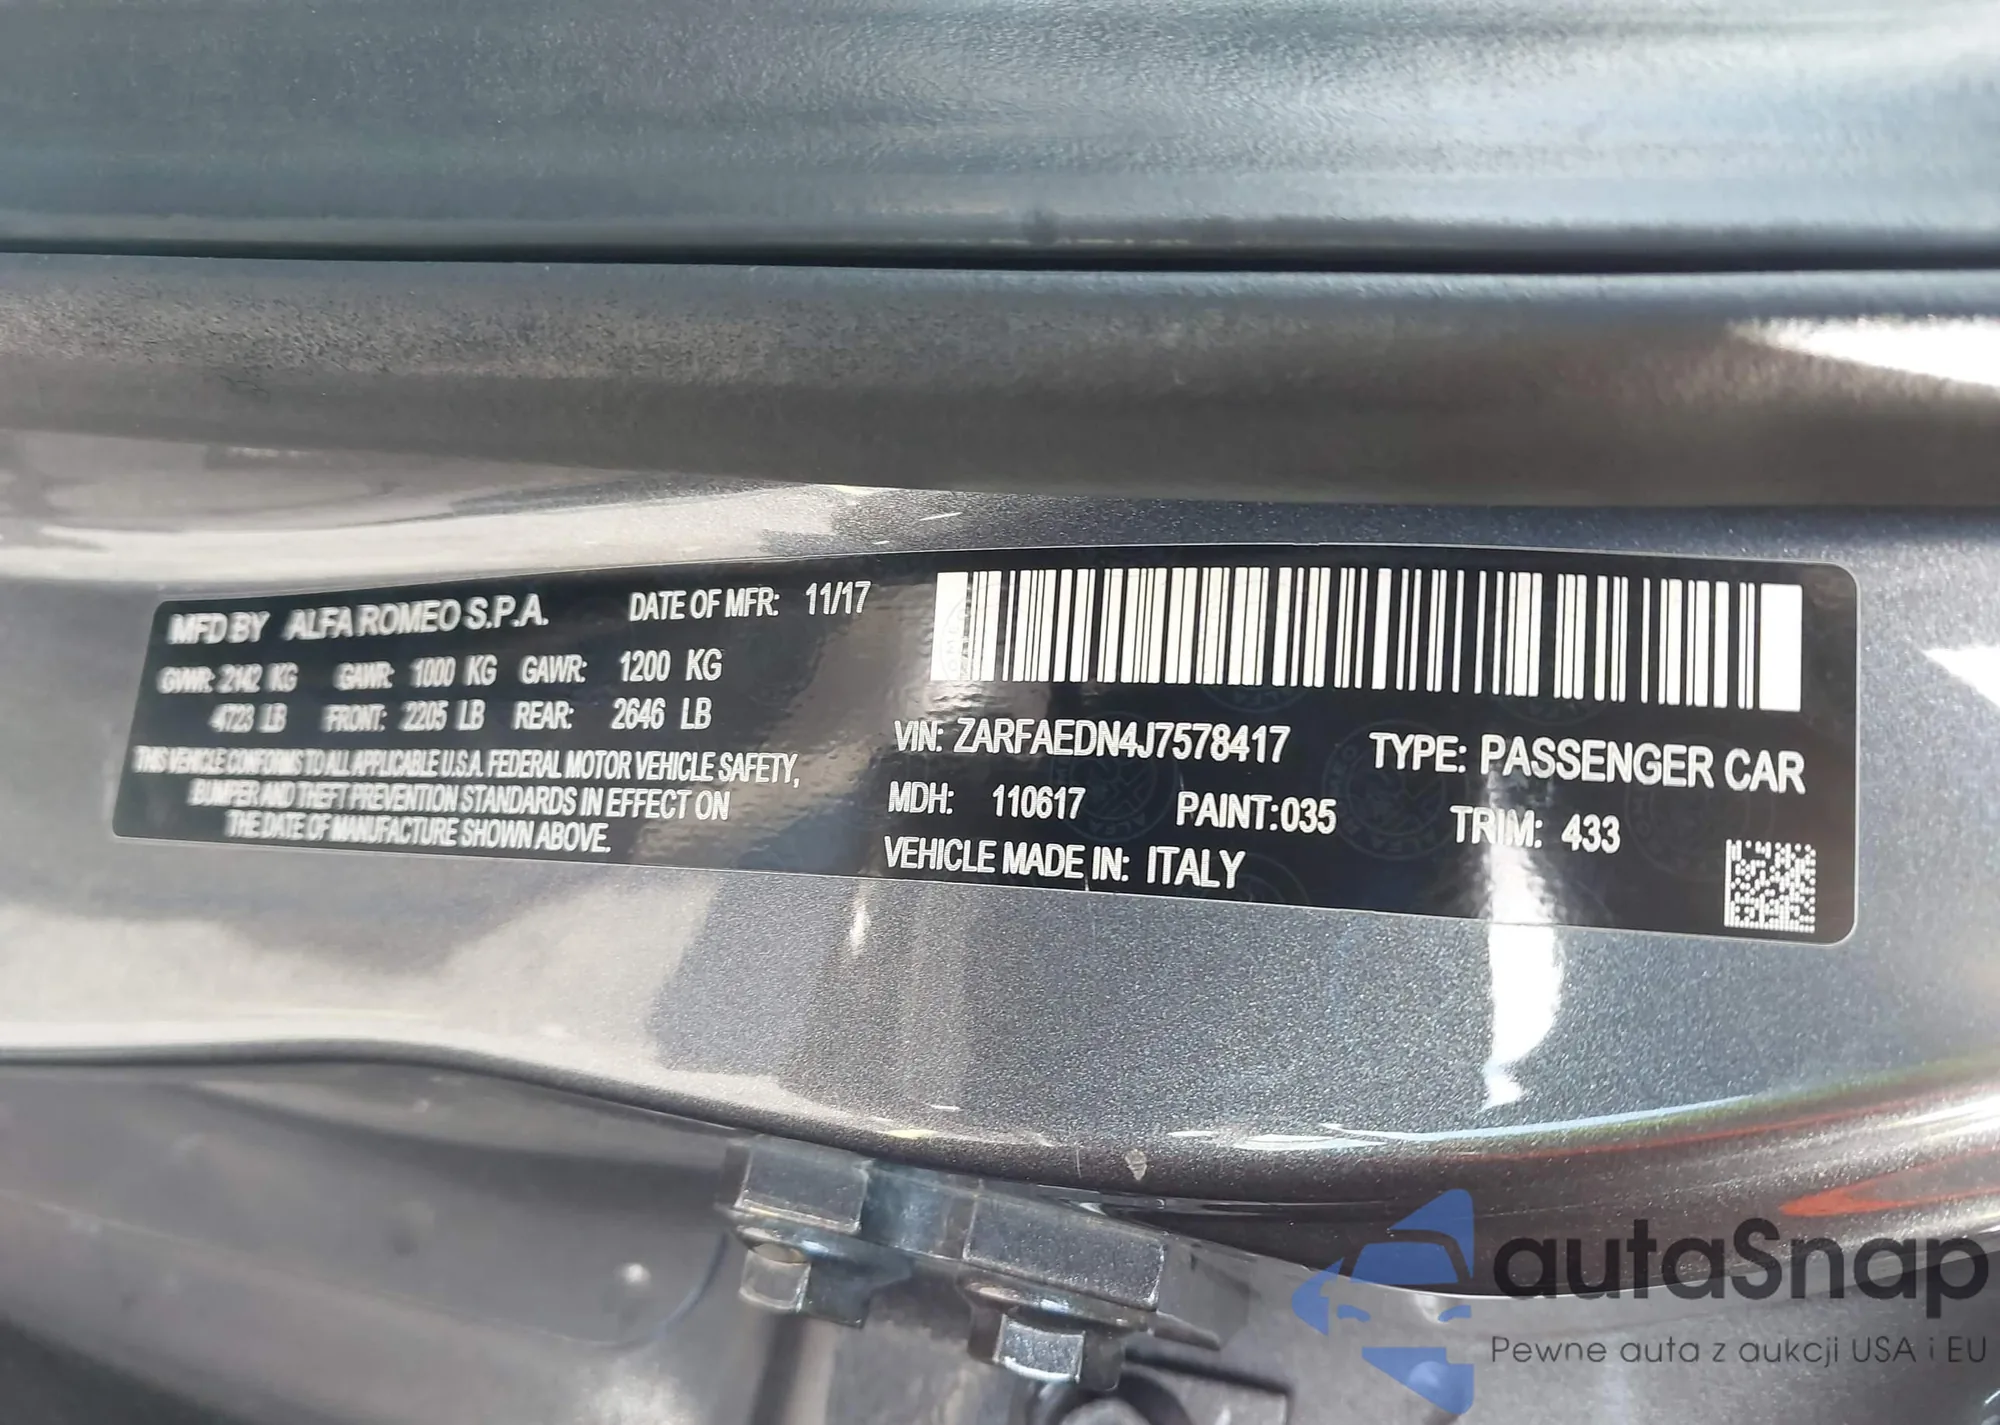 MFD BY ALFA ROMEO S.P.A. DATE OF MFR: 11/17
GVWR: 2142 KG GAWR: 1000 KG GAWR: 1200 KG
4723 LB FRONT: 2205 LB REAR: 2646 LB
THIS VEHICLE CONFORMS TO ALL APPLICABLE U.S.A. FEDERAL MOTOR VEHICLE SAFETY,
BUMPER AND THEFT PREVENTION STANDARDS IN EFFECT ON
THE DATE OF MANUFACTURE SHOWN ABOVE.
VIN: ZARFAEDN4J7578417 TYPE: PASSENGER CAR
MDH: 110617 PAINT:035 TRIM: 433
VEHICLE MADE IN: ITALY
autaSnap
Pewne auta z aukcji USA i EU